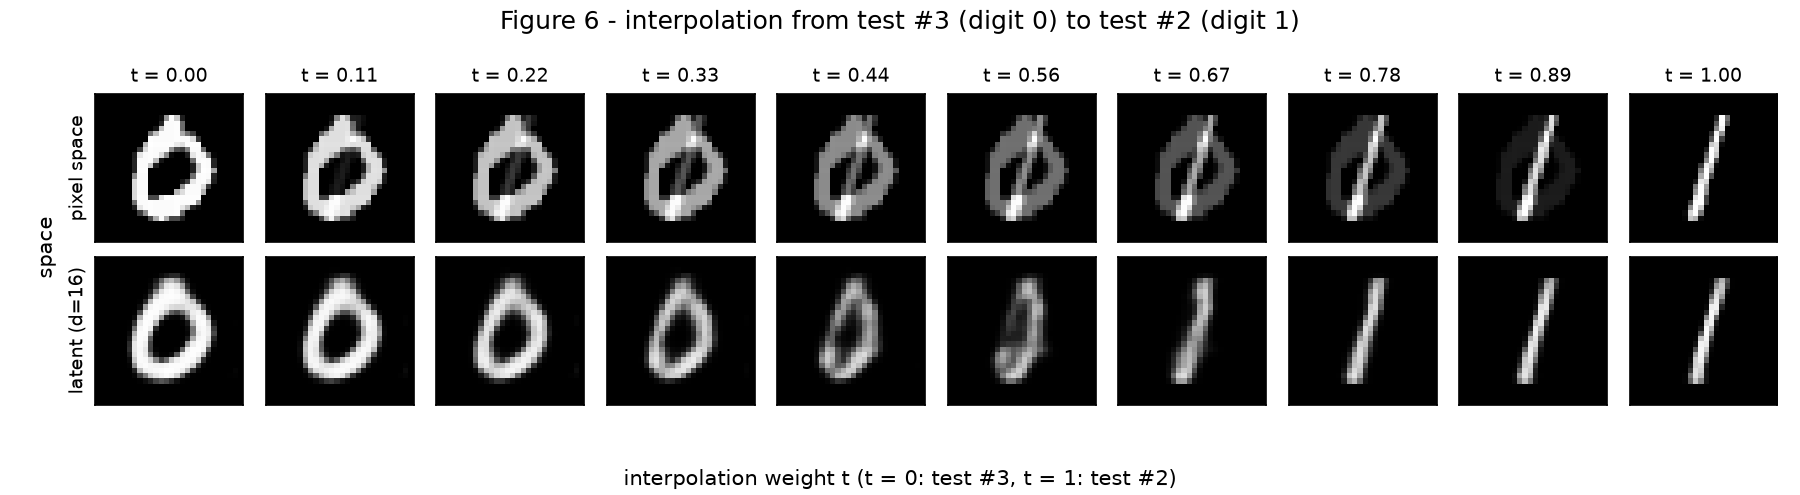 Figure 6 - interpolation from test #3 (digit 0) to test #2 (digit 1)
t = 0.00 t = 0.11 t = 0.22 t = 0.33 t = 0.44 t = 0.56 t = 0.67 t = 0.78 t = 0.89 t = 1.00
space
pixel space
latent (d=16)
interpolation weight t (t = 0: test #3, t = 1: test #2)